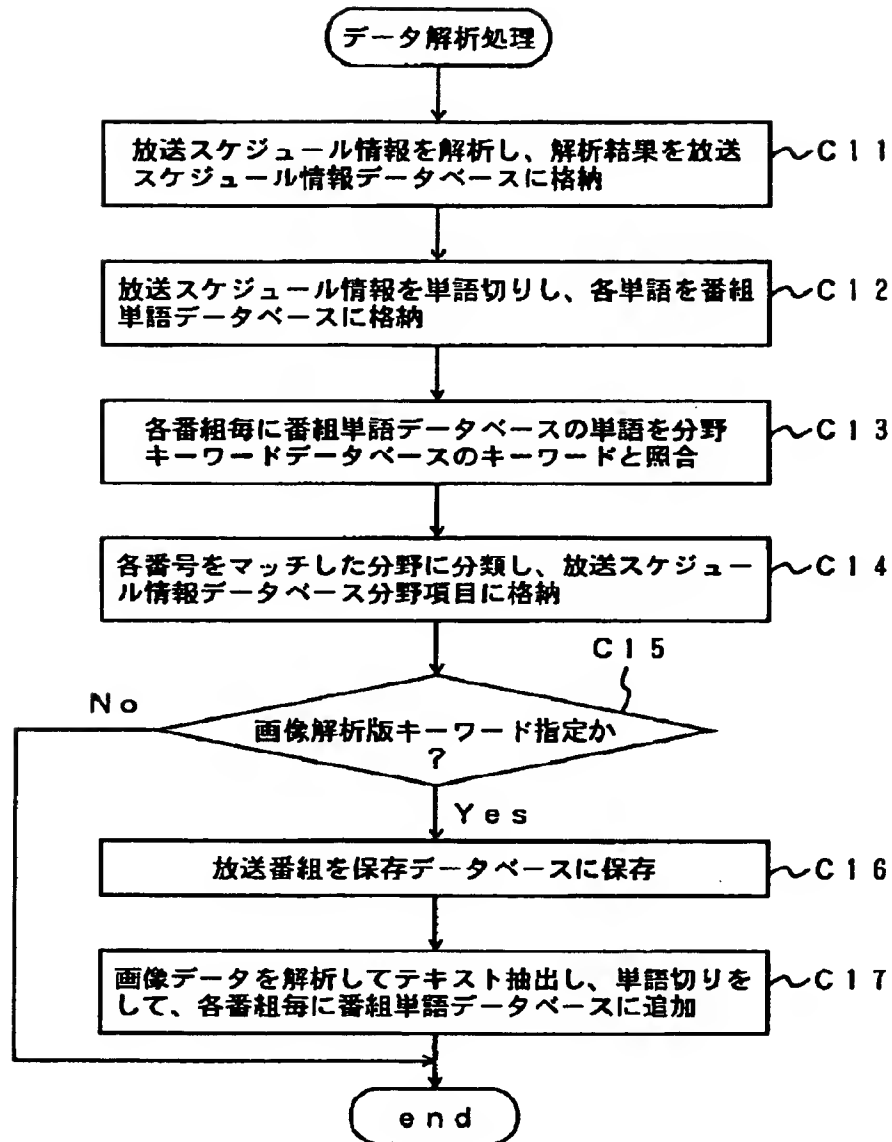 データ解析処理
放送スケジュール情報を解析し、解析結果を放送
スケジュール情報データベースに格納
C11
放送スケジュール情報を単語切りし、各単語を番組
単語データベースに格納
C12
各番組毎に番組単語データベースの単語を分野
キーワードデータベースのキーワードと照合
C13
各番号をマッチした分野に分類し、放送スケジュー
ル情報データベース分野項目に格納
C14
C15
No
画像解析版キーワード指定か
?
Yes
放送番組を保存データベースに保存
C16
画像データを解析してテキスト抽出し、単語切りを
して、各番組毎に番組単語データベースに追加
C17
end